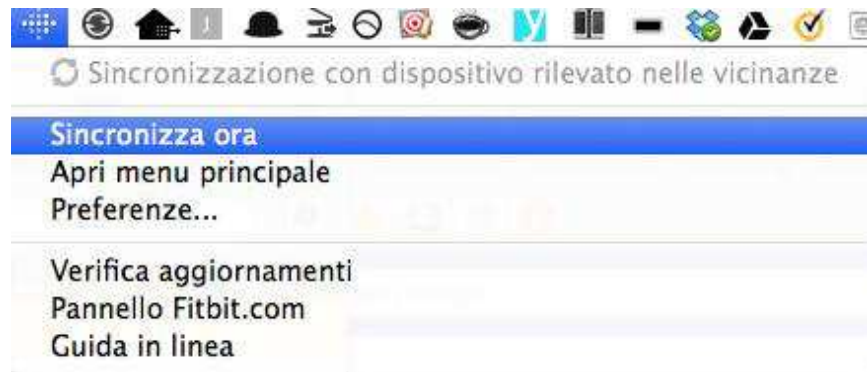 Sincronizzazione con dispositivo rilevato nelle vicinanze
Sincronizza ora
Apri menu principale
Preferenze...
Verifica aggiornamenti
Pannello Fitbit.com
Guida in linea